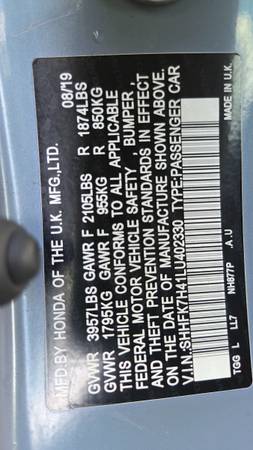 MFD.BY HONDA OF THE U.K. MFG.,LTD. 08/19
GVWR 3957LBS GAWR F 2105LBS R 1874LBS
GVWR 1795KG GAWR F 955KG R 850KG
THIS VEHICLE CONFORMS TO ALL APPLICABLE
FEDERAL MOTOR VEHICLE SAFETY , BUMPER ,
AND THEFT PREVENTION STANDARDS IN EFFECT
ON THE DATE OF MANUFACTURE SHOWN ABOVE.
V.I.N.:SHHFK7H41LU402330 TYPE:PASSENGER CAR
TGG L LL7 NH877P A.U MADE IN U.K.